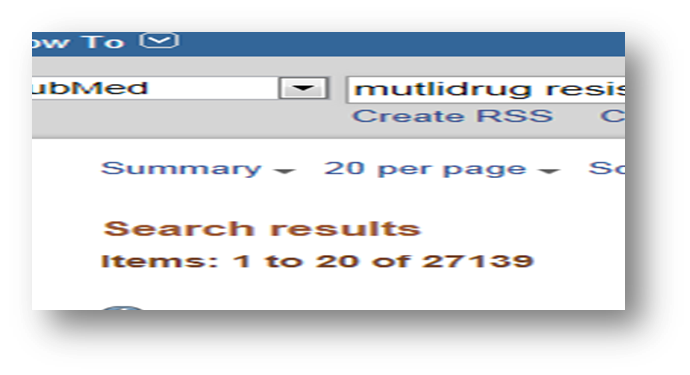 ow To
ubMed mutlidrug resis
Create RSS C
Summary 20 per page So
Search results
Items: 1 to 20 of 27139